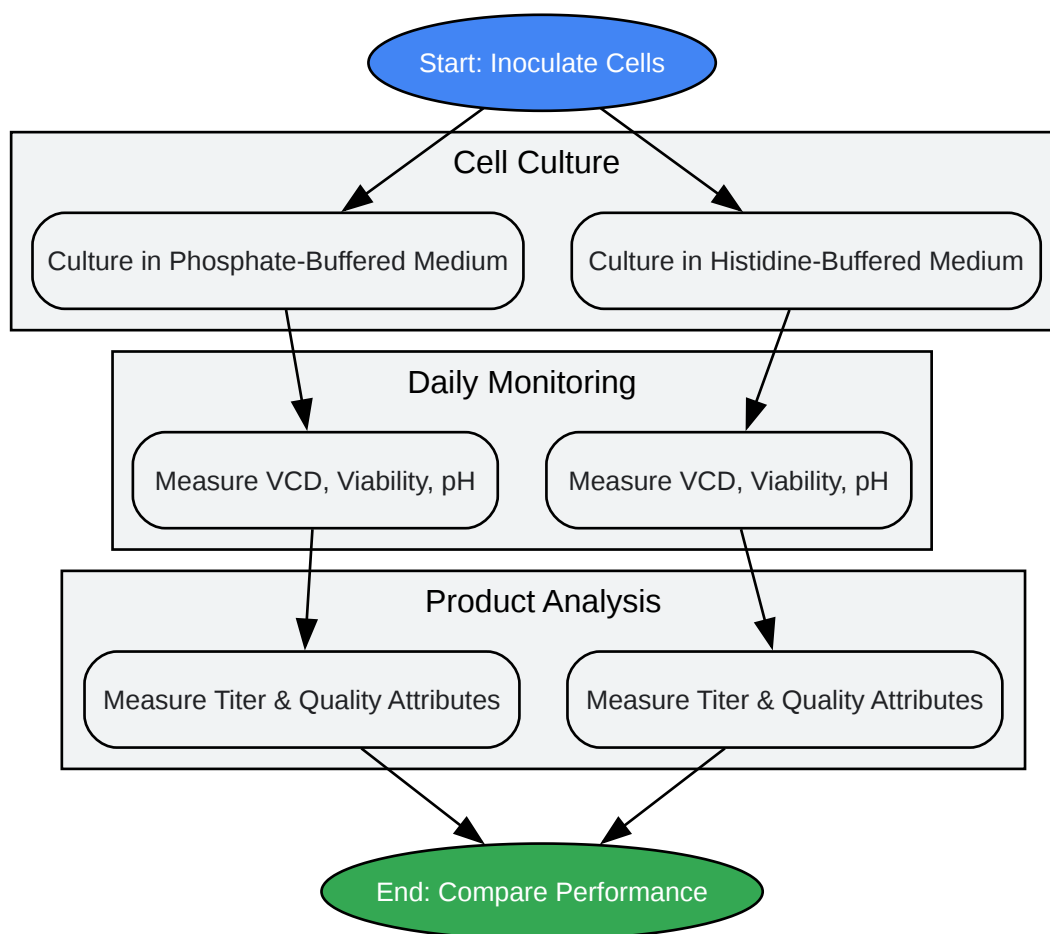 Start: Inoculate Cells
Cell Culture
Culture in Phosphate-Buffered Medium
Culture in Histidine-Buffered Medium
Daily Monitoring
Measure VCD, Viability, pH
Measure VCD, Viability, pH
Product Analysis
Measure Titer & Quality Attributes
Measure Titer & Quality Attributes
End: Compare Performance